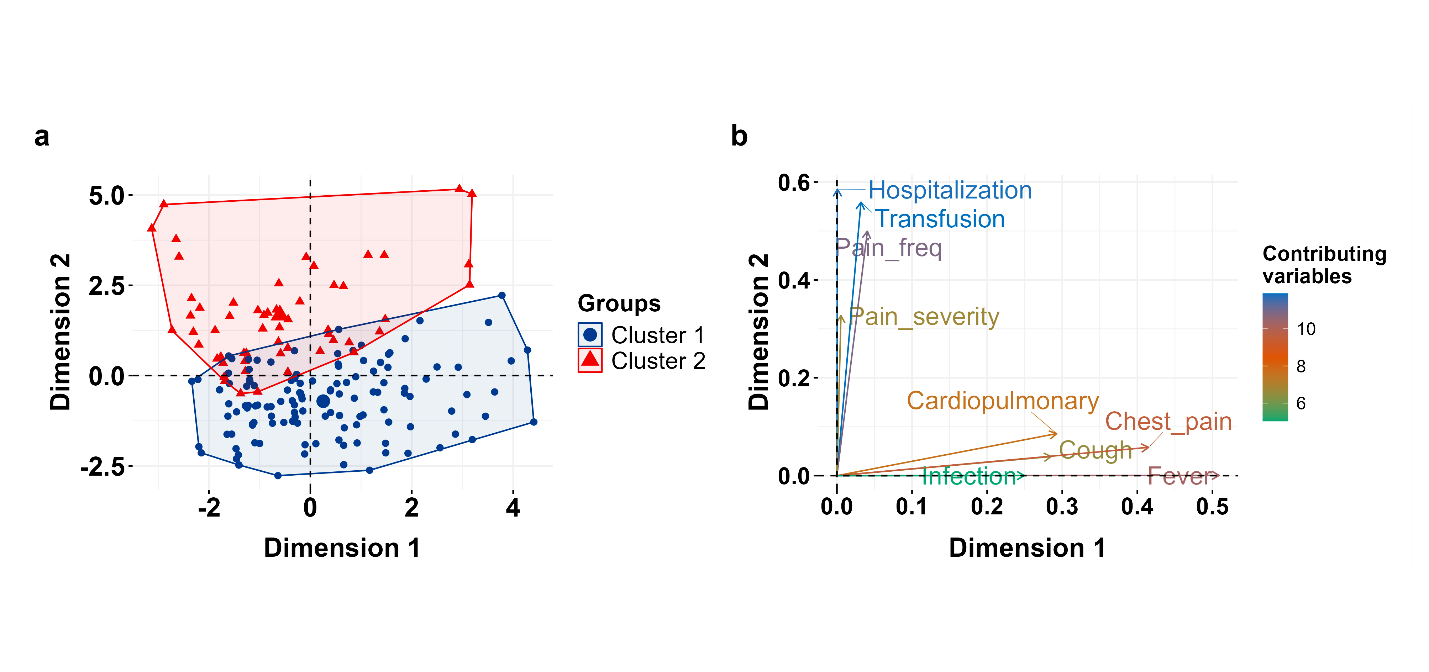 a
5.0
2.5
0.0
-2.5
-2
0
2
4
Dimension 1
Dimension 2
Groups
Cluster 1
Cluster 2
b
0.6
0.4
0.2
0.0
0.0
0.1
0.2
0.3
0.4
0.5
Dimension 1
Dimension 2
Hospitalization
Transfusion
Pain_freq
Pain_severity
Cardiopulmonary
Chest_pain
Cough
Infection
Fever
Contributing
variables
10
8
6